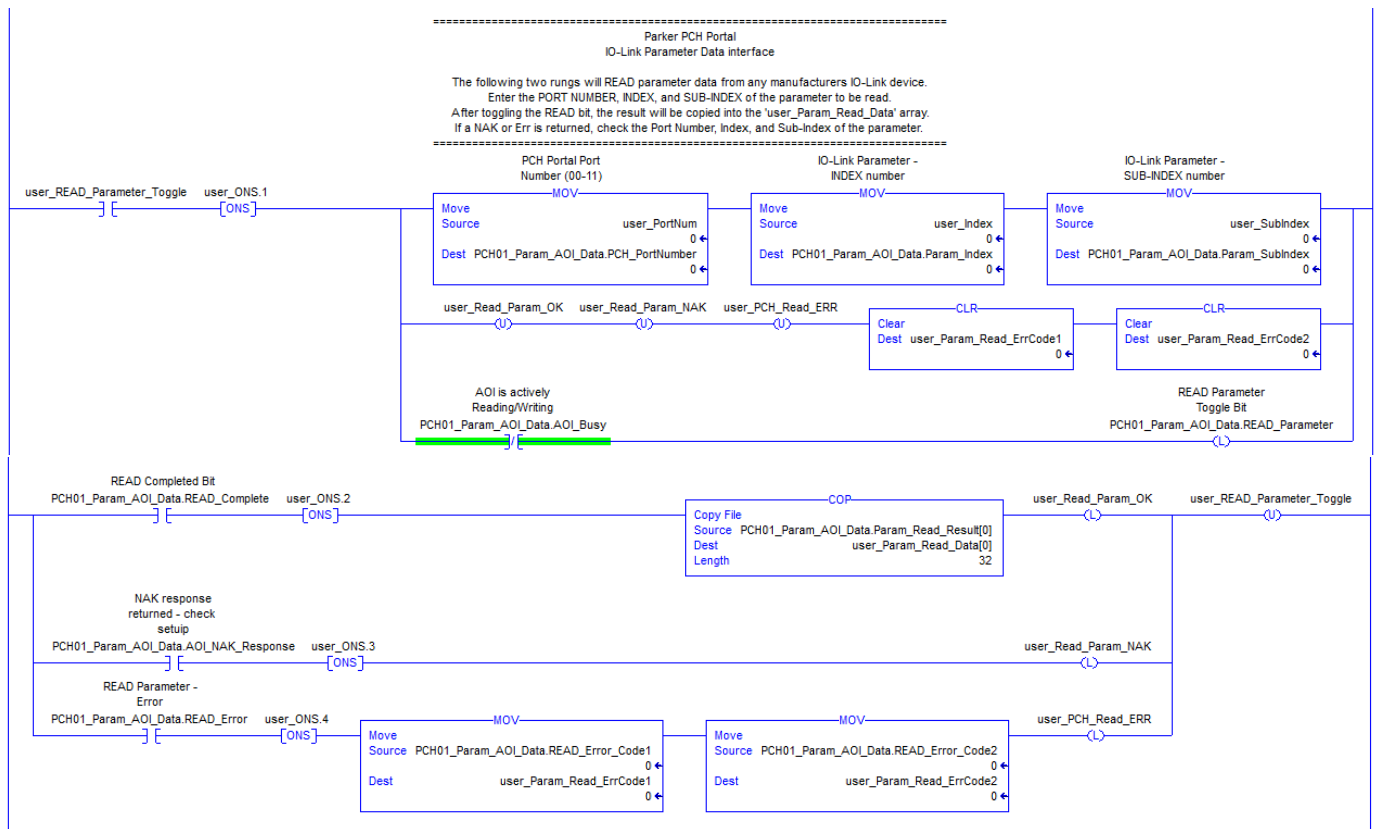 ==============================================================================
Parker PCH Portal
IO-Link Parameter Data interface
The following two rungs will READ parameter data from any manufacturers IO-Link device.
Enter the PORT NUMBER, INDEX, and SUB-INDEX of the parameter to be read.
After toggling the READ bit, the result will be copied into the 'user_Param_Read_Data' array.
If a NAK or Err is returned, check the Port Number, Index, and Sub-Index of the parameter.
==============================================================================
user_READ_Parameter_Toggle
user_ONS.1
ONS
PCH Portal Port
Number (00-11)
MOV
Move
Source user_PortNum
0
Dest PCH01_Param_AOI_Data.PCH_PortNumber
0
IO-Link Parameter -
INDEX number
MOV
Move
Source user_Index
0
Dest PCH01_Param_AOI_Data.Param_Index
0
IO-Link Parameter -
SUB-INDEX number
MOV
Move
Source user_SubIndex
0
Dest PCH01_Param_AOI_Data.Param_SubIndex
0
user_Read_Param_OK
U
user_Read_Param_NAK
U
user_PCH_Read_ERR
U
CLR
Clear
Dest user_Param_Read_ErrCode1
0
CLR
Clear
Dest user_Param_Read_ErrCode2
0
AOI is actively
Reading/Writing
PCH01_Param_AOI_Data.AOI_Busy
/
READ Parameter
Toggle Bit
PCH01_Param_AOI_Data.READ_Parameter
L
READ Completed Bit
PCH01_Param_AOI_Data.READ_Complete
user_ONS.2
ONS
COP
Copy File
Source PCH01_Param_AOI_Data.Param_Read_Result[0]
Dest user_Param_Read_Data[0]
Length 32
user_Read_Param_OK
L
user_READ_Parameter_Toggle
U
NAK response
returned - check
setuip
PCH01_Param_AOI_Data.AOI_NAK_Response
user_ONS.3
ONS
user_Read_Param_NAK
L
READ Parameter -
Error
PCH01_Param_AOI_Data.READ_Error
user_ONS.4
ONS
MOV
Move
Source PCH01_Param_AOI_Data.READ_Error_Code1
0
Dest user_Param_Read_ErrCode1
0
MOV
Move
Source PCH01_Param_AOI_Data.READ_Error_Code2
0
Dest user_Param_Read_ErrCode2
0
user_PCH_Read_ERR
L